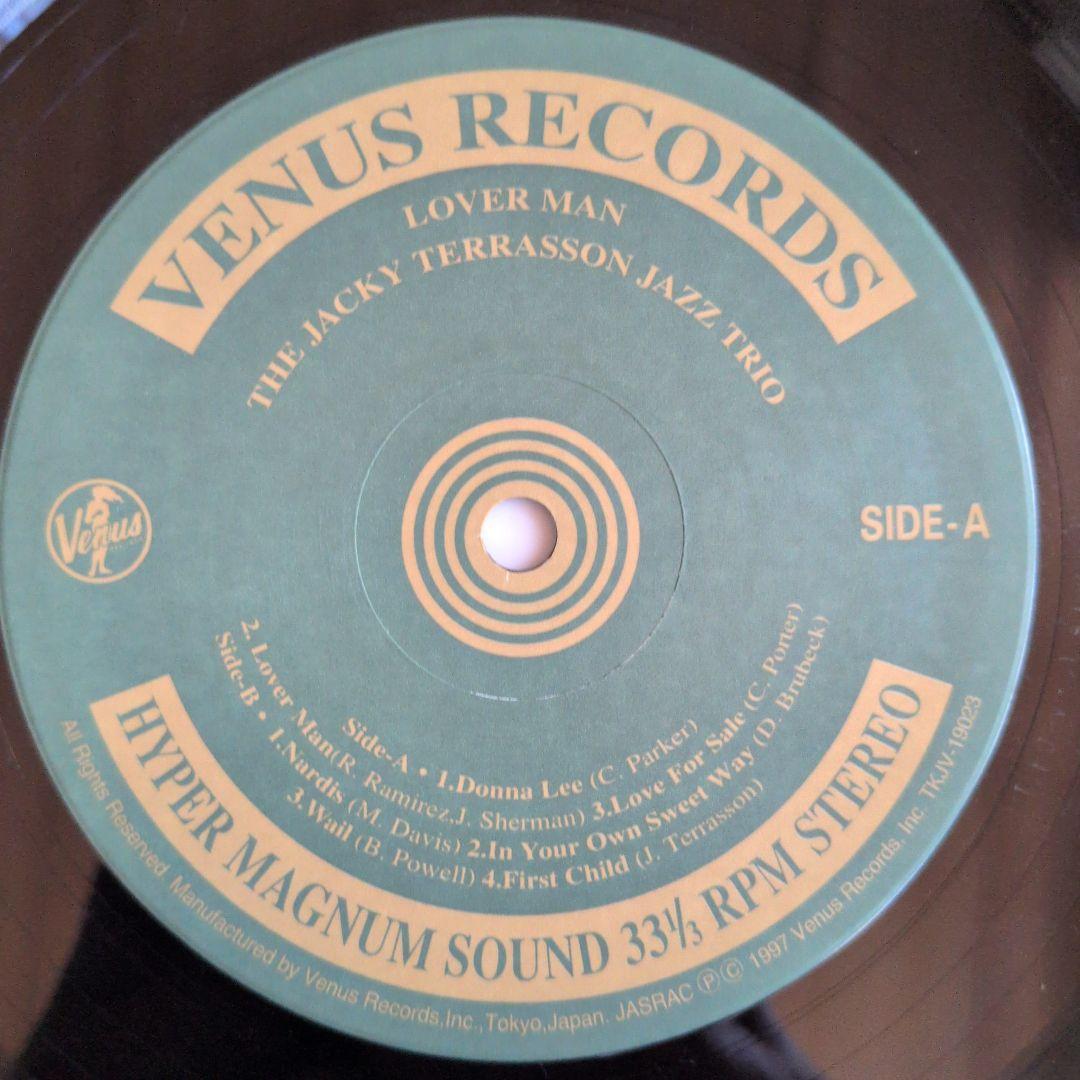 VENUS RECORDS
LOVER MAN
THE JACKY TERRASSON JAZZ TRIO
Venus
SIDE-A
Side-A • 1.Donna Lee (C. Parker)
2. Lover Man(R. Ramirez,J. Sherman) 3.Love For Sale (C. Porter)
Side-B • 1.Nardis (M. Davis) 2.In Your Own Sweet Way (D. Brubeck)
3.Wail (B. Powell) 4.First Child (J. Terrasson)
HYPER MAGNUM SOUND 33⅓ RPM STEREO
All Rights Reserved. Manufactured by Venus Records,Inc.,Tokyo,Japan. JASRAC Ⓟ Ⓒ 1997 Venus Records. Inc. TKJV-19023